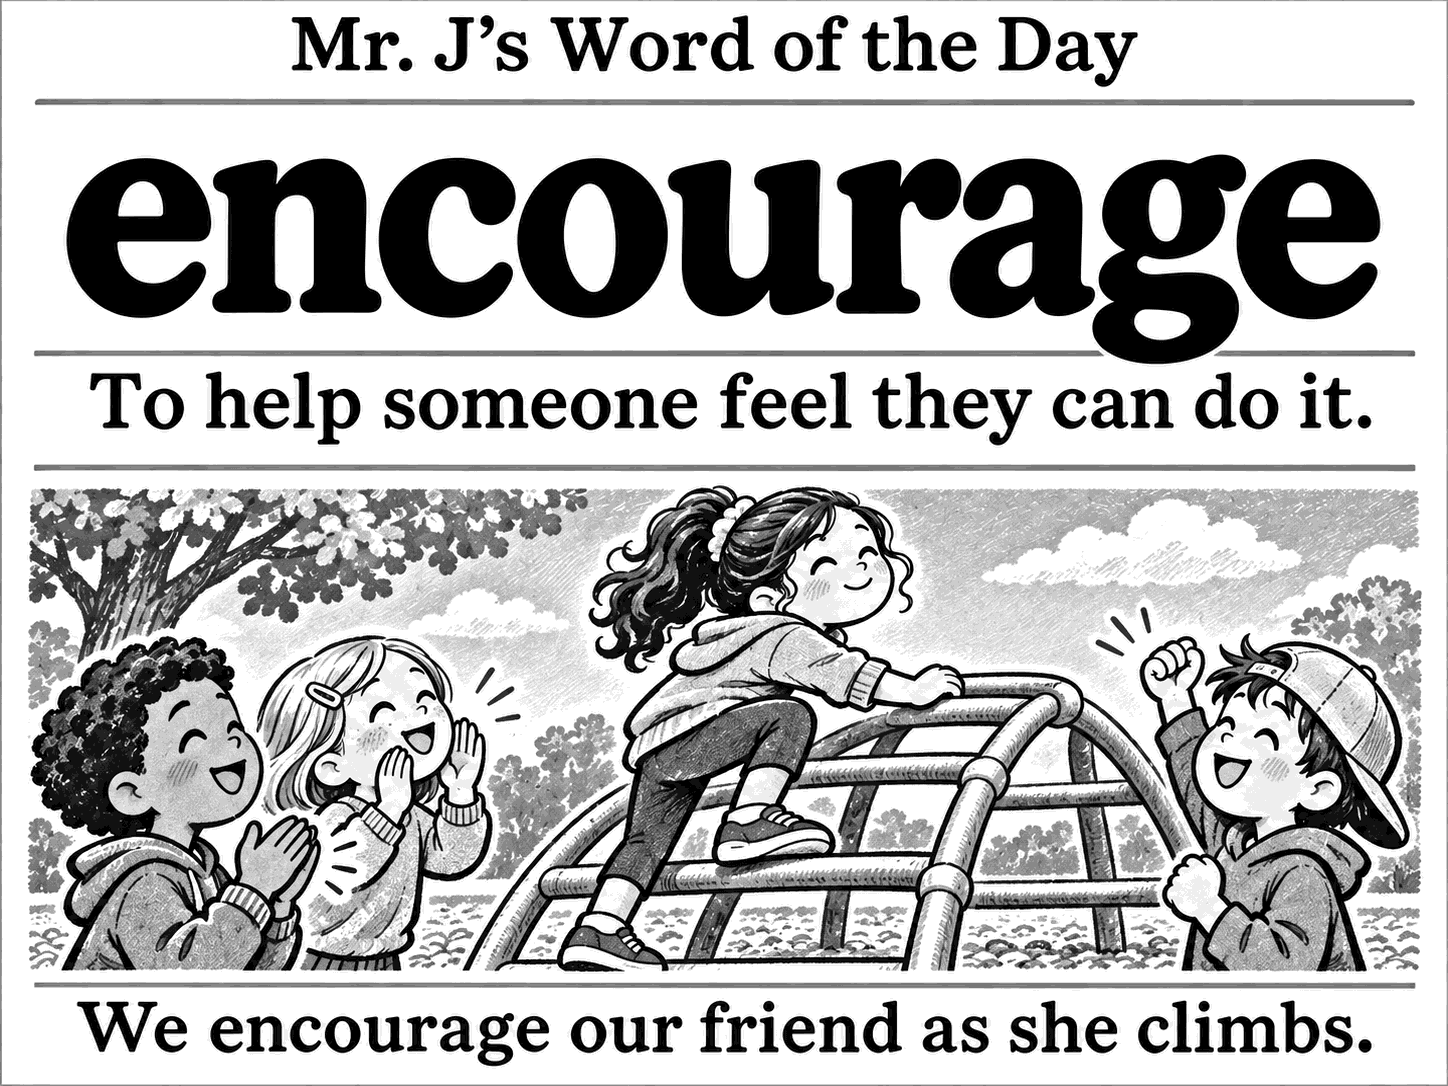 Mr. J’s Word of the Day
encourage
To help someone feel they can do it.
We encourage our friend as she climbs.